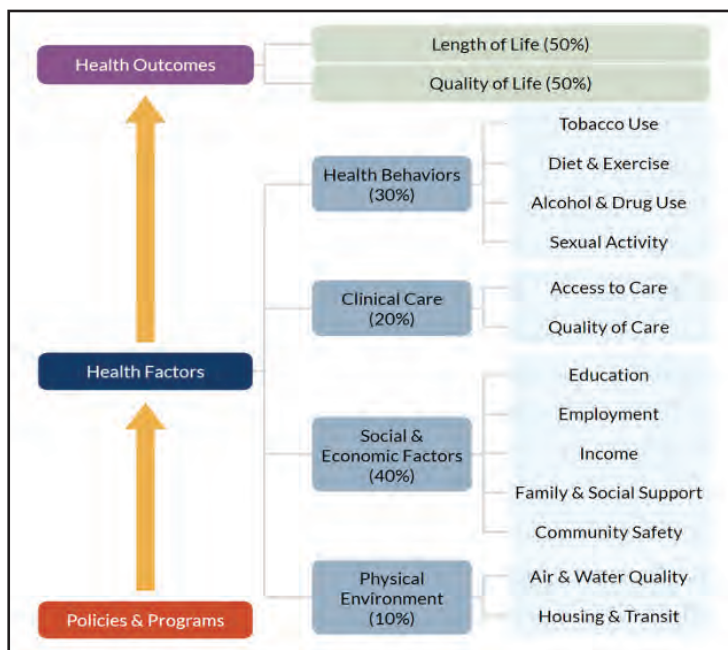 Health Outcomes
Length of Life (50%)
Quality of Life (50%)
Health Factors
Health Behaviors
(30%)
Tobacco Use
Diet & Exercise
Alcohol & Drug Use
Sexual Activity
Clinical Care
(20%)
Access to Care
Quality of Care
Social &
Economic Factors
(40%)
Education
Employment
Income
Family & Social Support
Community Safety
Physical
Environment
(10%)
Air & Water Quality
Housing & Transit
Policies & Programs